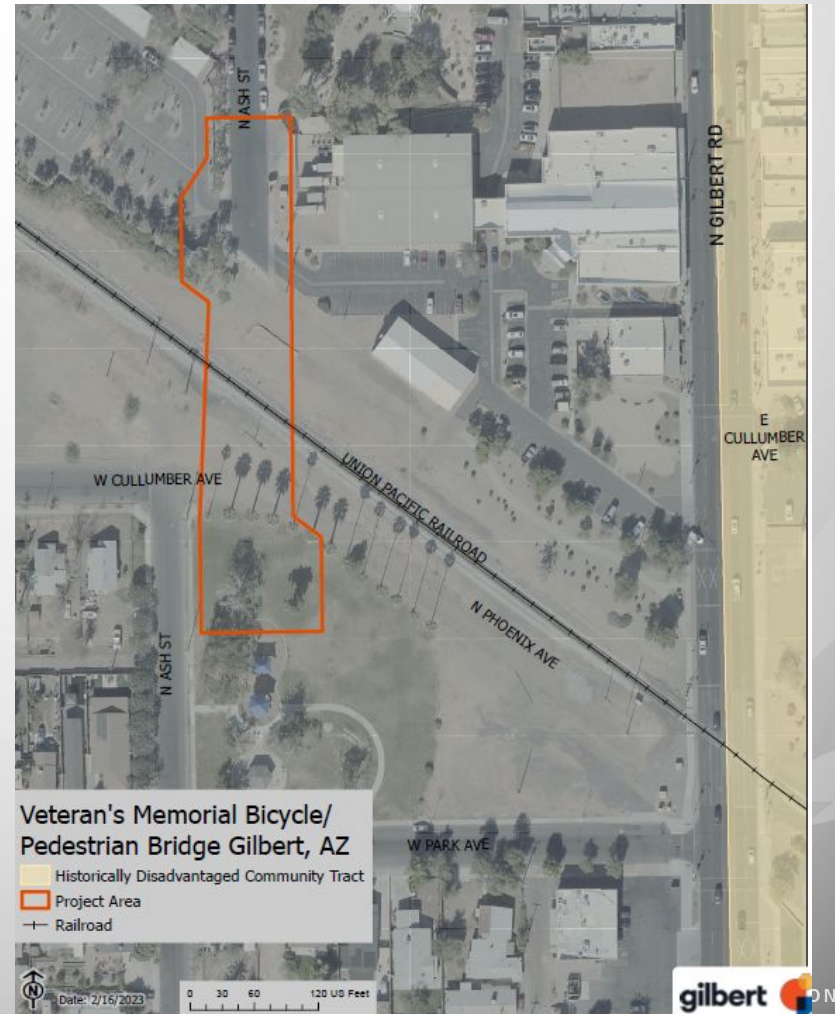 N ASH ST
N GILBERT RD
E
CULLUMBER
AVE
W CULLUMBER AVE
UNION PACIFIC RAILROAD
N PHOENIX AVE
N ASH ST
W PARK AVE
Veteran's Memorial Bicycle/
Pedestrian Bridge Gilbert, AZ
Historically Disadvantaged Community Tract
Project Area
Railroad
N
Date: 2/16/2023
0 30 60 120 US Feet
gilbert
ON